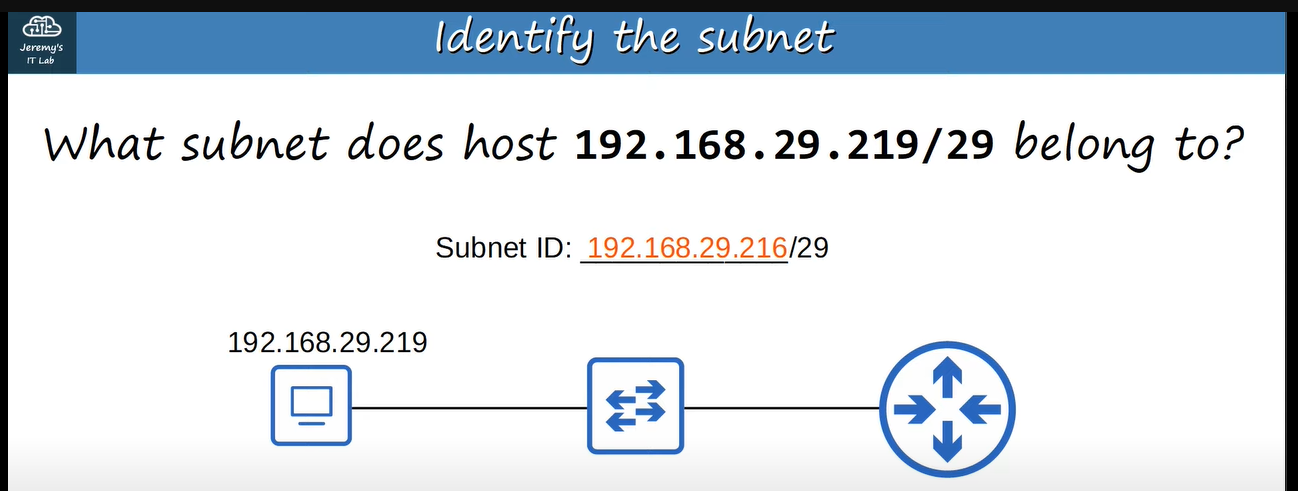 Jeremy's
IT Lab
Identify the subnet
What subnet does host 192.168.29.219/29 belong to?
Subnet ID: 192.168.29.216/29
192.168.29.219